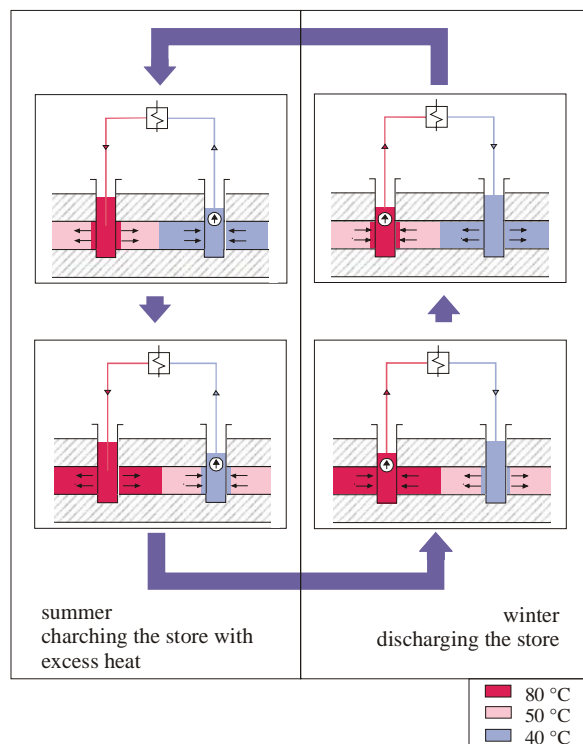 summer
charching the store with
excess heat
winter
discharging the store
80 °C
50 °C
40 °C